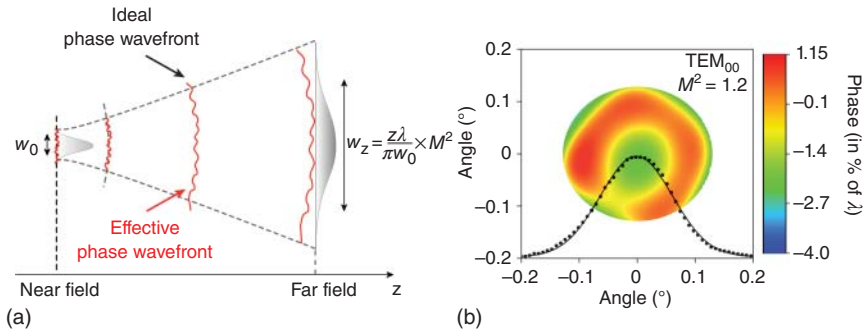 Ideal
phase wavefront
w₀
w_z = zλ/πw₀ × M²
Effective
phase wavefront
Near field
Far field
z
(a)
0.2
0.1
0
−0.1
−0.2
Angle (°)
TEM₀₀
M² = 1.2
−0.2
−0.1
0
0.1
0.2
Angle (°)
1.15
−0.1
−1.4
−2.7
−4.0
Phase (in % of λ)
(b)